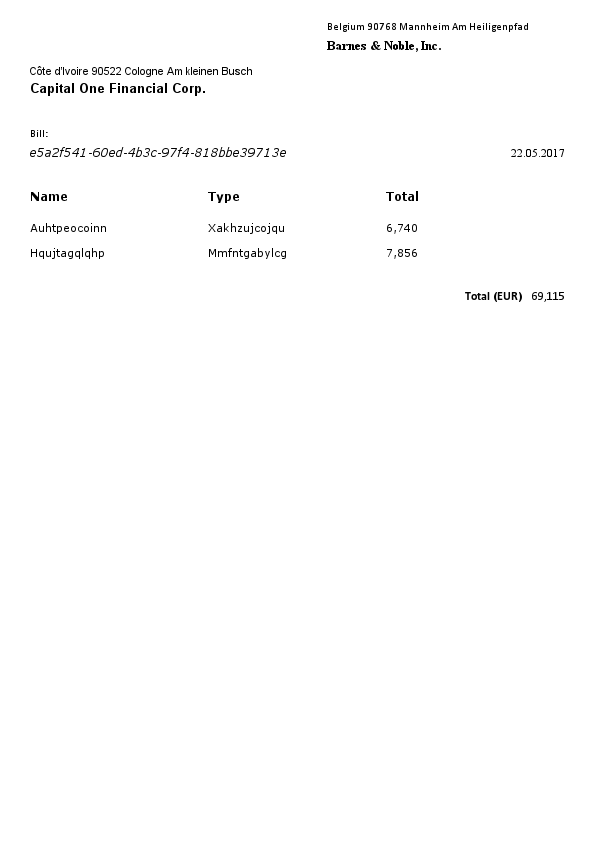 Belgium 90768 Mannheim Am Heiligenpfad
Barnes & Noble, Inc.
Côte d'Ivoire 90522 Cologne Am kleinen Busch
Capital One Financial Corp.
Bill:
e5a2f541-60ed-4b3c-97f4-818bbe39713e 22.05.2017
Name Type Total
Auhtpeocoinn Xakhzujcojqu 6,740
Hqujtagqlqhp Mmfntgabylcg 7,856
Total (EUR) 69,115